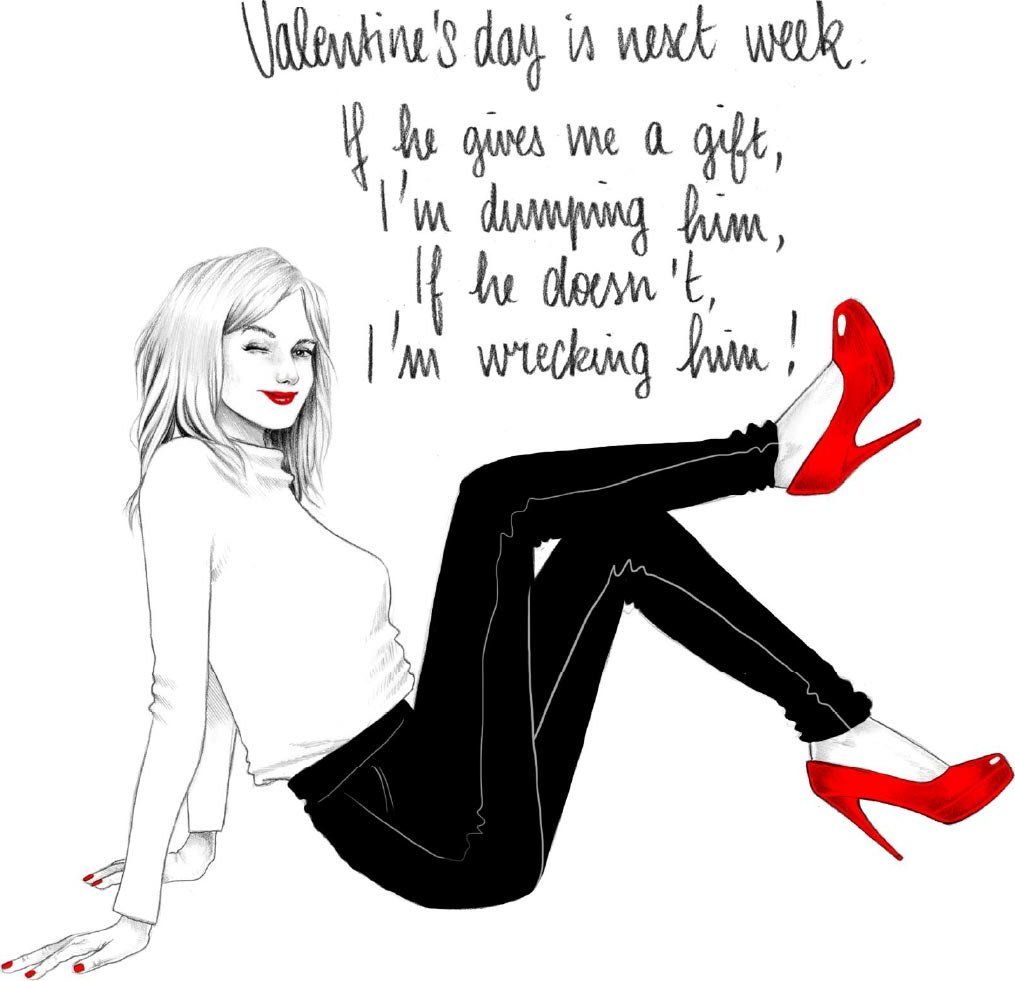 Valentine's day is next week.
If he gives me a gift,
I'm dumping him,
If he doesn't,
I'm wrecking him!